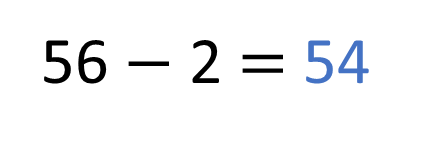 56 – 2 = 54